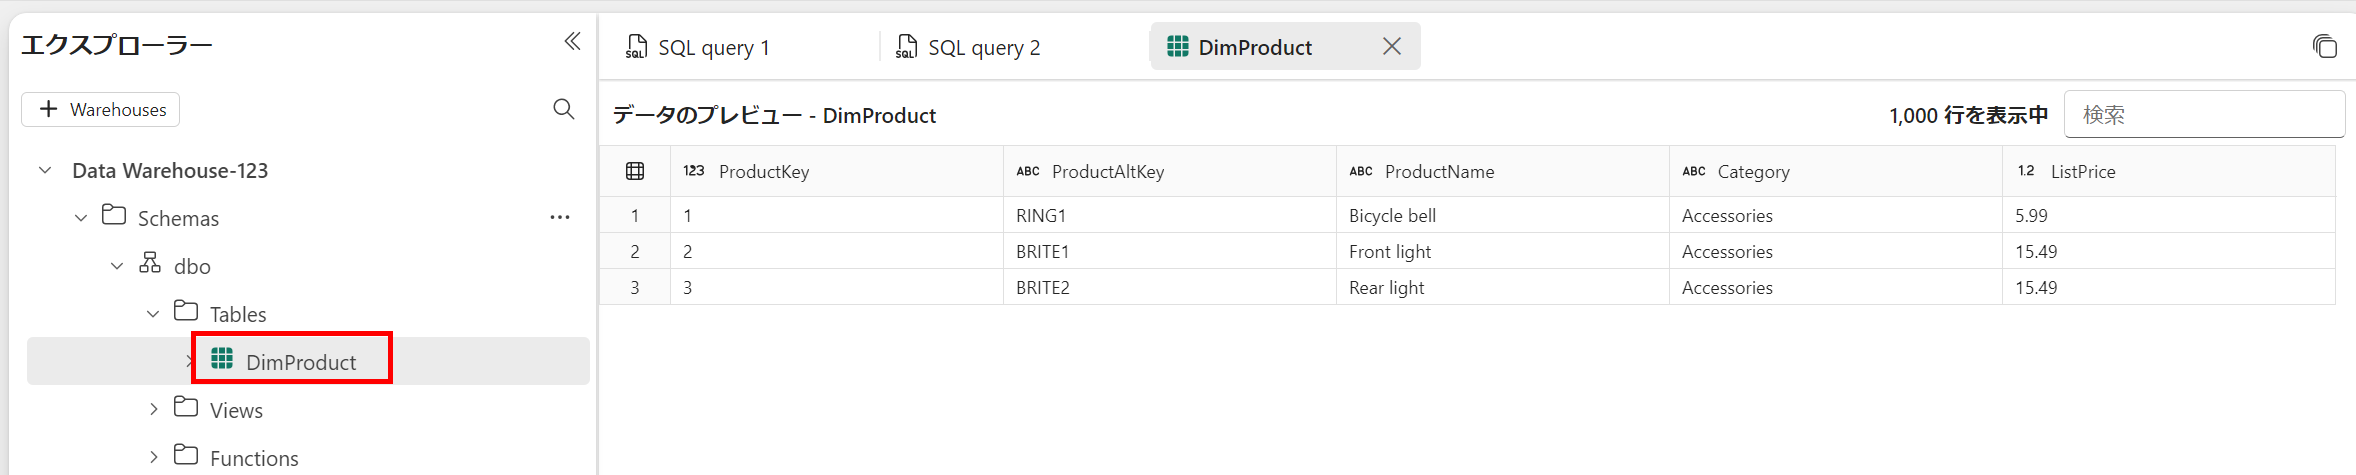 エクスプローラー
SQL query 1
SQL query 2
DimProduct
Warehouses
Data Warehouse-123
Schemas
dbo
Tables
DimProduct
Views
Functions
データのプレビュー - DimProduct
1,000 行を表示中
検索
123 ProductKey ABC ProductAltKey ABC ProductName ABC Category 1.2 ListPrice
1 1 RING1 Bicycle bell Accessories 5.99
2 2 BRITE1 Front light Accessories 15.49
3 3 BRITE2 Rear light Accessories 15.49